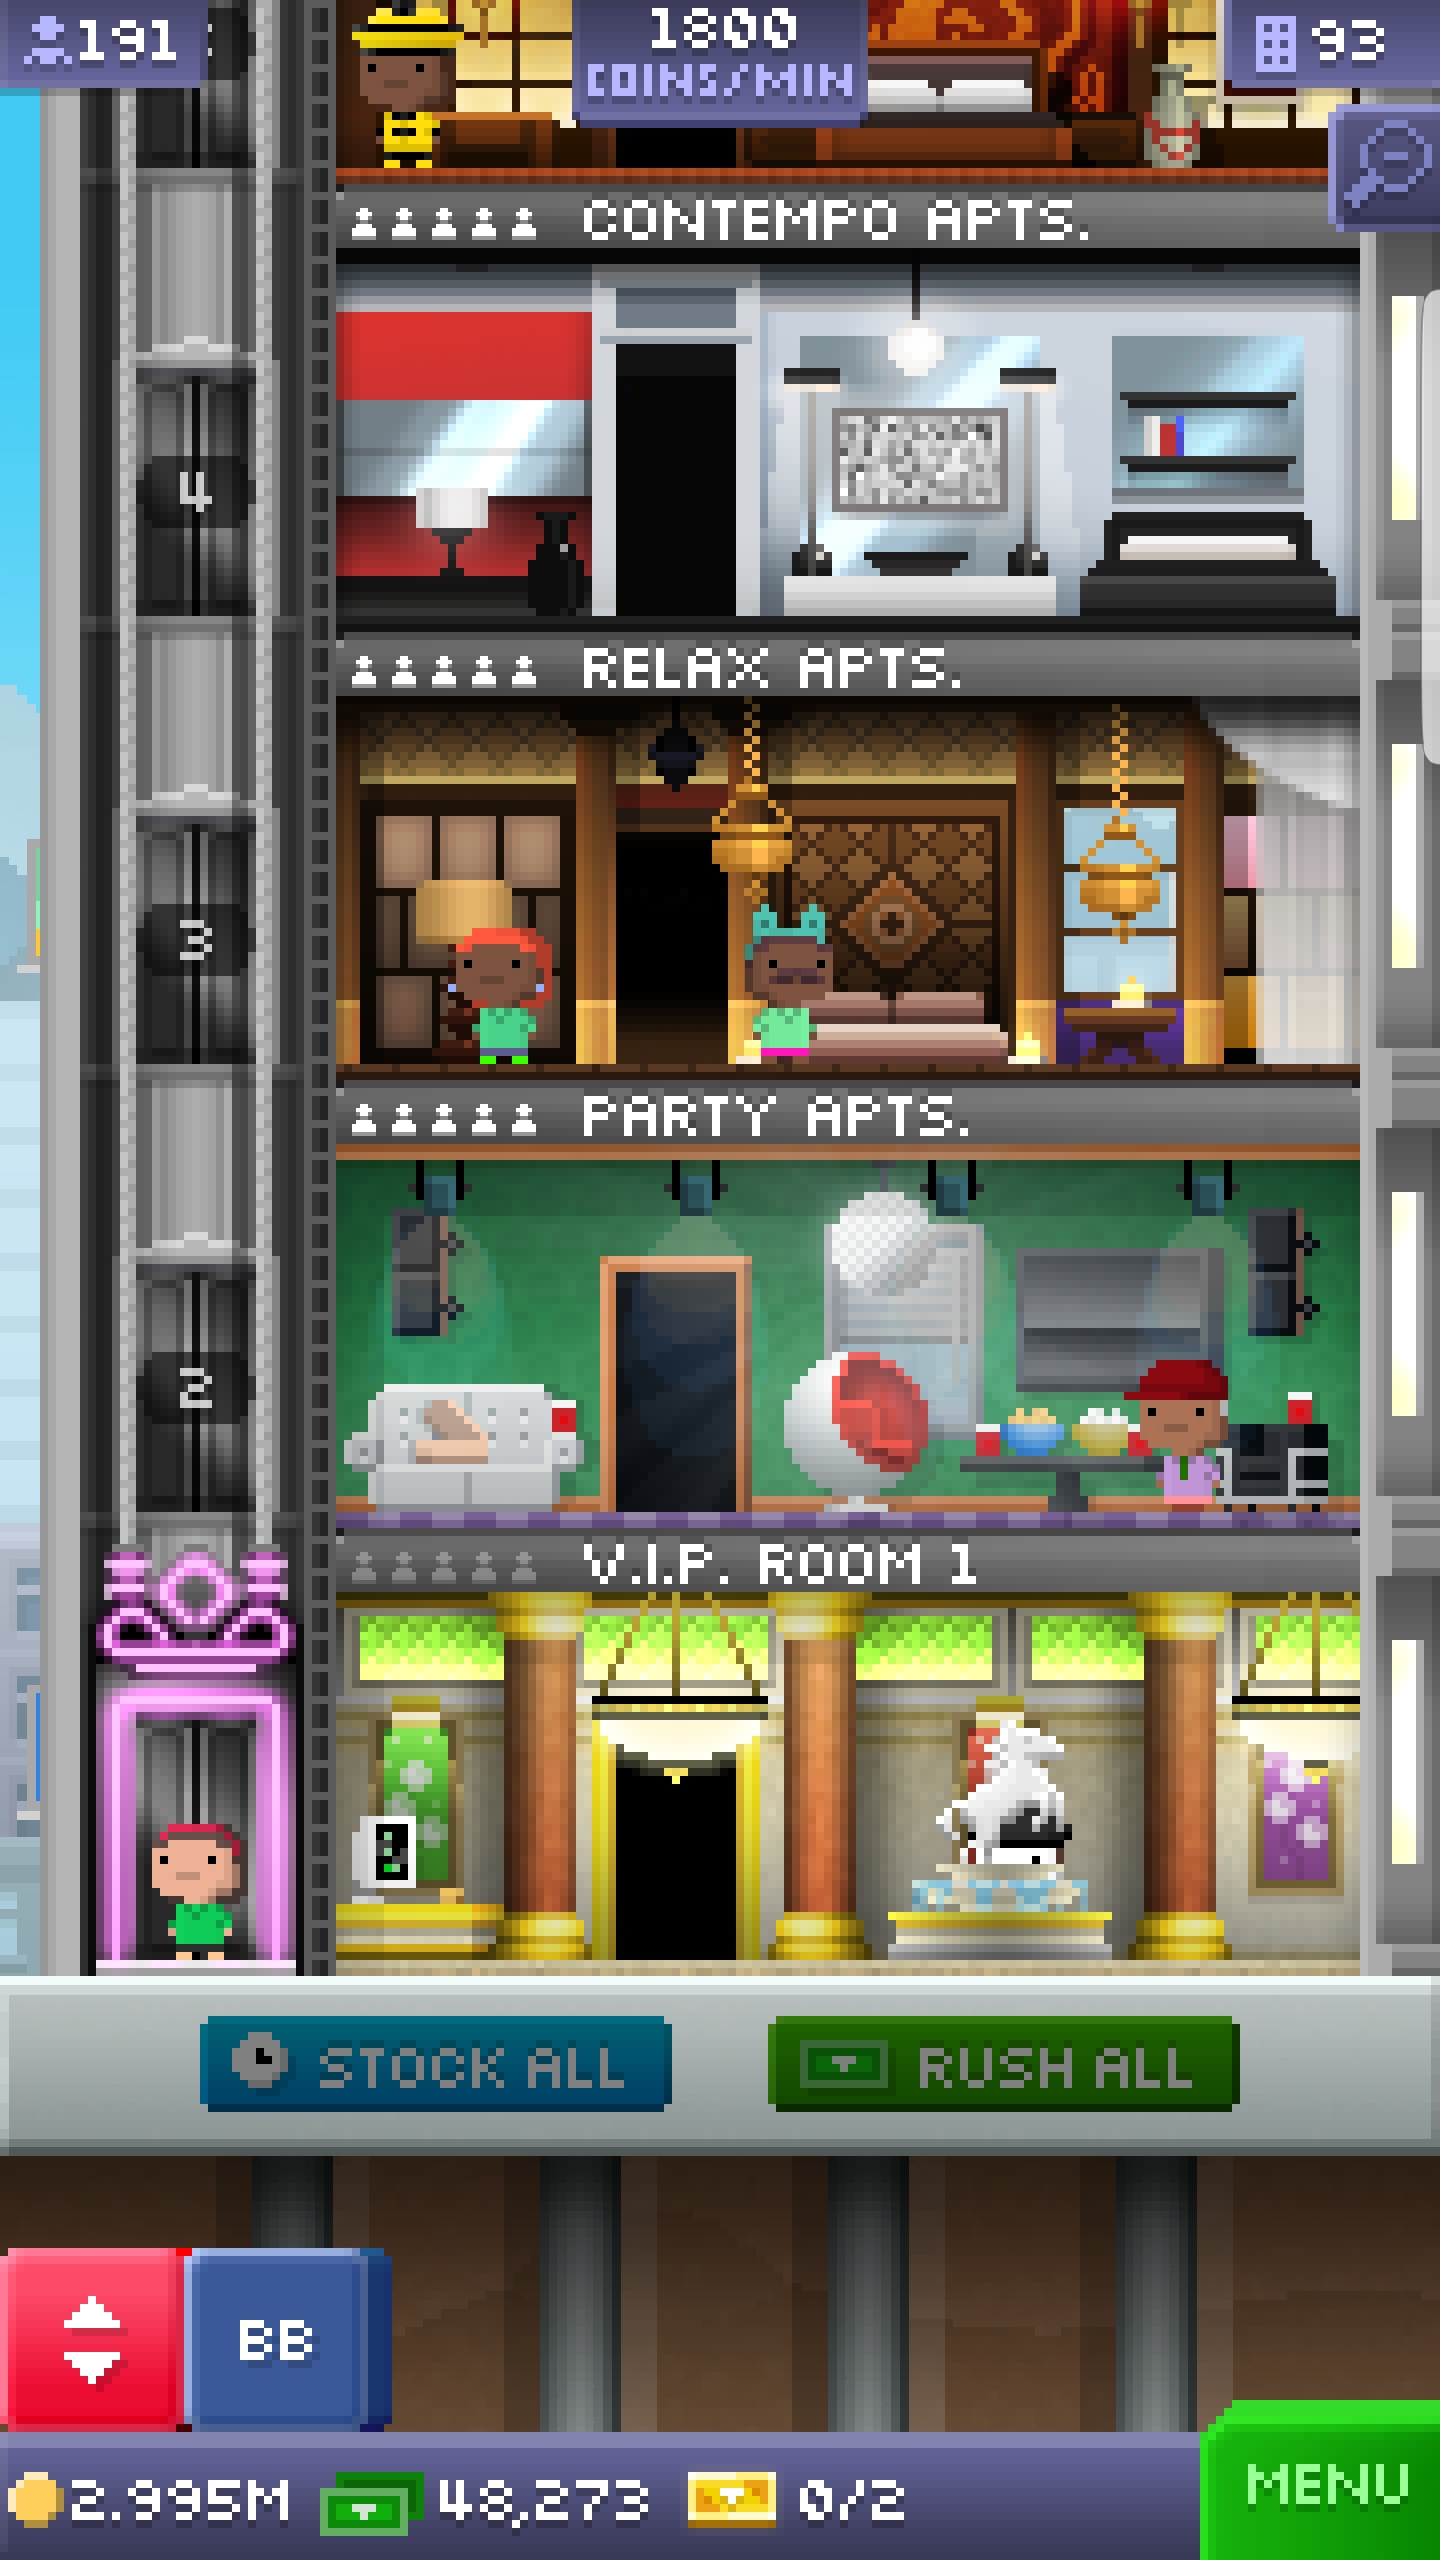 191
1800
COINS/MIN
93
CONTEMPO APTS.
4
RELAX APTS.
3
PARTY APTS.
2
V.I.P. ROOM 1
STOCK ALL
RUSH ALL
BB
2.995M
48,273
0/2
MENU